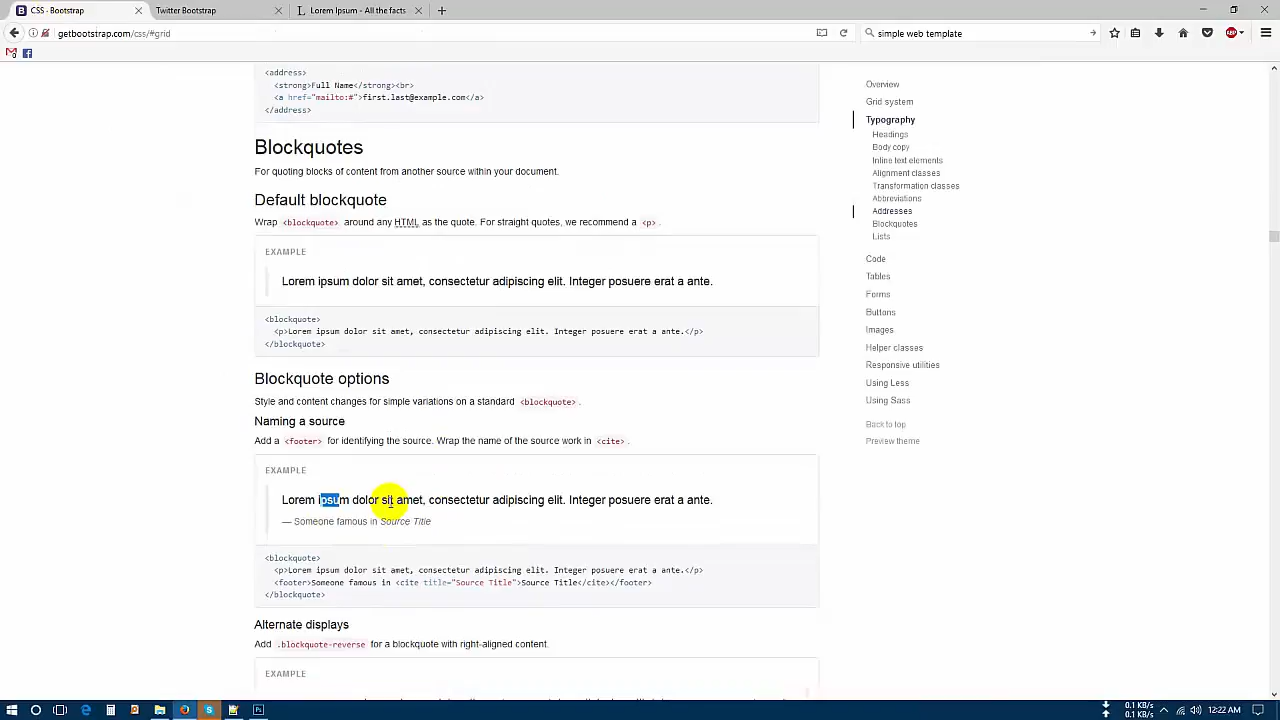 CSS · Bootstrap
Twitter Bootstrap
Lorem Ipsum - All the facts
getbootstrap.com/css/#grid
simple web template
<address>
<strong>Full Name</strong><br>
<a href="mailto:#">first.last@example.com</a>
</address>
Blockquotes
For quoting blocks of content from another source within your document.
Default blockquote
Wrap <blockquote> around any HTML as the quote. For straight quotes, we recommend a <p>.
EXAMPLE
Lorem ipsum dolor sit amet, consectetur adipiscing elit. Integer posuere erat a ante.
<blockquote>
<p>Lorem ipsum dolor sit amet, consectetur adipiscing elit. Integer posuere erat a ante.</p>
</blockquote>
Blockquote options
Style and content changes for simple variations on a standard <blockquote>.
Naming a source
Add a <footer> for identifying the source. Wrap the name of the source work in <cite>.
EXAMPLE
Lorem ipsum dolor sit amet, consectetur adipiscing elit. Integer posuere erat a ante.
— Someone famous in Source Title
<blockquote>
<p>Lorem ipsum dolor sit amet, consectetur adipiscing elit. Integer posuere erat a ante.</p>
<footer>Someone famous in <cite title="Source Title">Source Title</cite></footer>
</blockquote>
Alternate displays
Add .blockquote-reverse for a blockquote with right-aligned content.
EXAMPLE
Overview
Grid system
Typography
Headings
Body copy
Inline text elements
Alignment classes
Transformation classes
Abbreviations
Addresses
Blockquotes
Lists
Code
Tables
Forms
Buttons
Images
Helper classes
Responsive utilities
Using Less
Using Sass
Back to top
Preview theme
0.1 KB/s
0.1 KB/s
12:22 AM